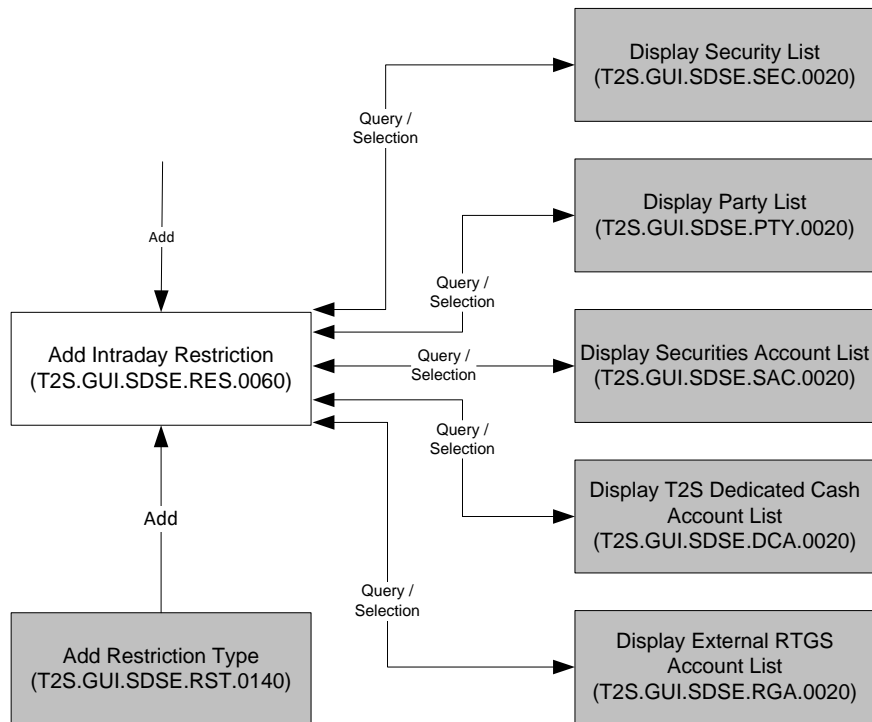 Display Security List
(T2S.GUI.SDSE.SEC.0020)
Query /
Selection
Display Party List
(T2S.GUI.SDSE.PTY.0020)
Add
Query /
Selection
Add Intraday Restriction
(T2S.GUI.SDSE.RES.0060)
Query /
Selection
Display Securities Account List
(T2S.GUI.SDSE.SAC.0020)
Query /
Selection
Display T2S Dedicated Cash
Account List
(T2S.GUI.SDSE.DCA.0020)
Add
Query /
Selection
Add Restriction Type
(T2S.GUI.SDSE.RST.0140)
Display External RTGS
Account List
(T2S.GUI.SDSE.RGA.0020)